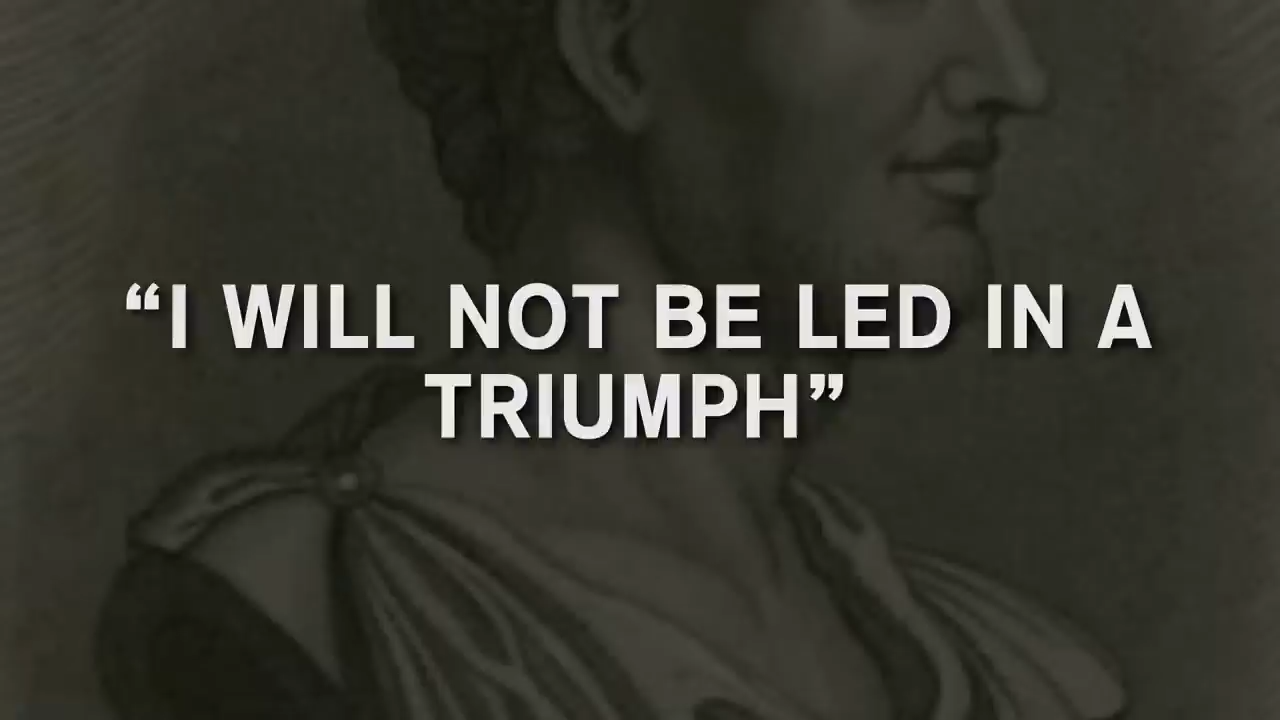 “I WILL NOT BE LED IN A
TRIUMPH”